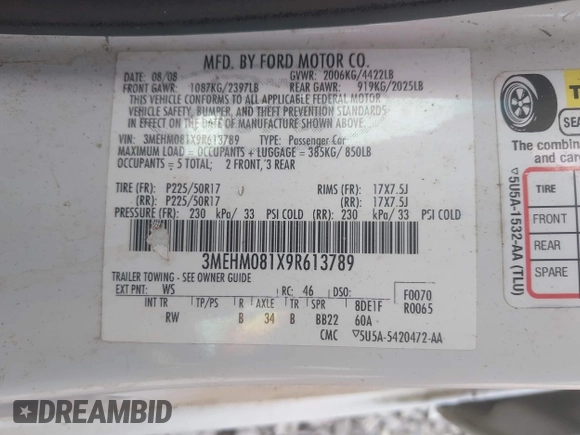 MFD. BY FORD MOTOR CO.
DATE: 08/08 GVWR: 2006KG/4422LB
FRONT GAWR: 1087KG/2397LB REAR GAWR: 919KG/2025LB
THIS VEHICLE CONFORMS TO ALL APPLICABLE FEDERAL MOTOR
VEHICLE SAFETY, BUMPER, AND THEFT PREVENTION STANDARDS
IN EFFECT ON THE DATE OF MANUFACTURE SHOWN ABOVE.
VIN: 3MEHM081X9R613789 TYPE: Passenger Car
MAXIMUM LOAD = OCCUPANTS + LUGGAGE = 385KG/850LB
OCCUPANTS = 5 TOTAL; 2 FRONT, 3 REAR
TIRE (FR): P225/50R17 RIMS (FR): 17X7.5J
(RR): P225/50R17 (RR): 17X7.5J
PRESSURE (FR): 230 kPa/ 33 PSI COLD (RR): 230 kPa/ 33 PSI COLD
3MEHM081X9R613789
TRAILER TOWING - SEE OWNER GUIDE
EXT PNT: WS RC: 46 DSO: F0070
INT TR TP/PS R AXLE TR SPR BDE1F R0065
RW B 34 B BB22 60A
CMC ▽5U5A-5420472-AA
▽5U5A-1532-AA (TLU)
SEA
The combin
and car
TIRE
FRONT
REAR
SPARE
DREAMBID